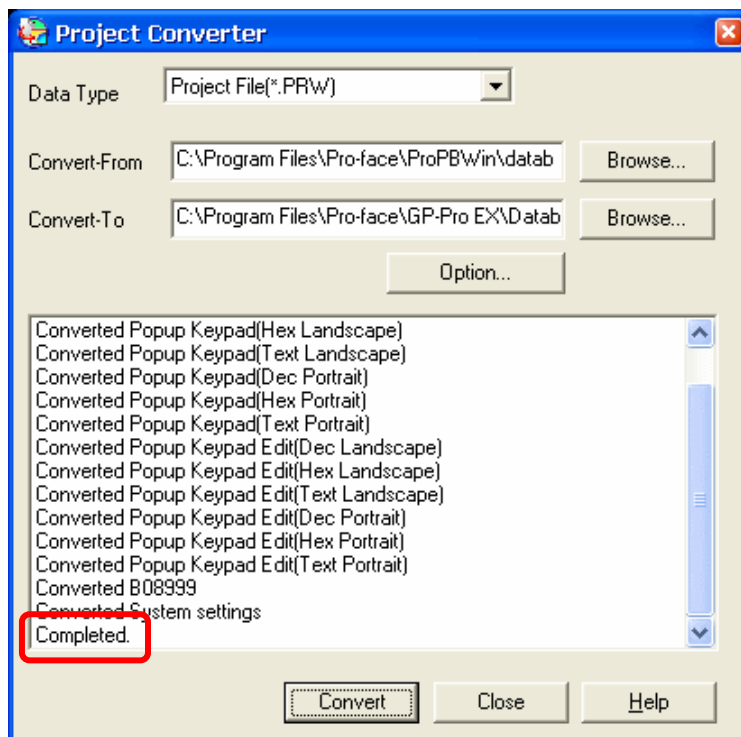 Project Converter
Data Type
Project File(*.PRW)
Convert-From
C:\Program Files\Pro-face\ProPBWin\datab
Browse...
Convert-To
C:\Program Files\Pro-face\GP-Pro EX\Datab
Browse...
Option...
Converted Popup Keypad(Hex Landscape)
Converted Popup Keypad(Text Landscape)
Converted Popup Keypad(Dec Portrait)
Converted Popup Keypad(Hex Portrait)
Converted Popup Keypad(Text Portrait)
Converted Popup Keypad Edit(Dec Landscape)
Converted Popup Keypad Edit(Hex Landscape)
Converted Popup Keypad Edit(Text Landscape)
Converted Popup Keypad Edit(Dec Portrait)
Converted Popup Keypad Edit(Hex Portrait)
Converted Popup Keypad Edit(Text Portrait)
Converted B08999
Converted System settings
Completed.
Convert
Close
Help